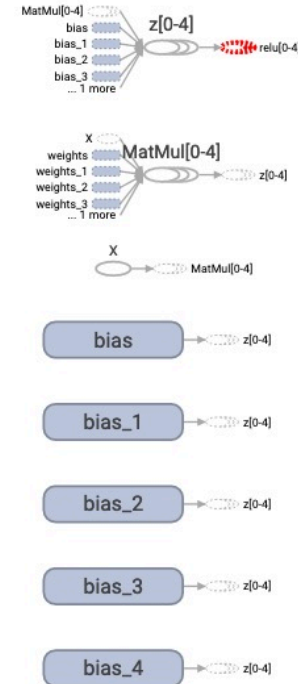 MatMul[0-4]
bias
z[0-4]
bias_1
bias_2
bias_3
... 1 more
relu[0-4
X
weights
MatMul[0-4]
weights_1
weights_2
weights_3
... 1 more
z[0-4]
X
MatMul[0-4]
bias
z[0-4]
bias_1
z[0-4]
bias_2
z[0-4]
bias_3
z[0-4]
bias_4
z[0-4]